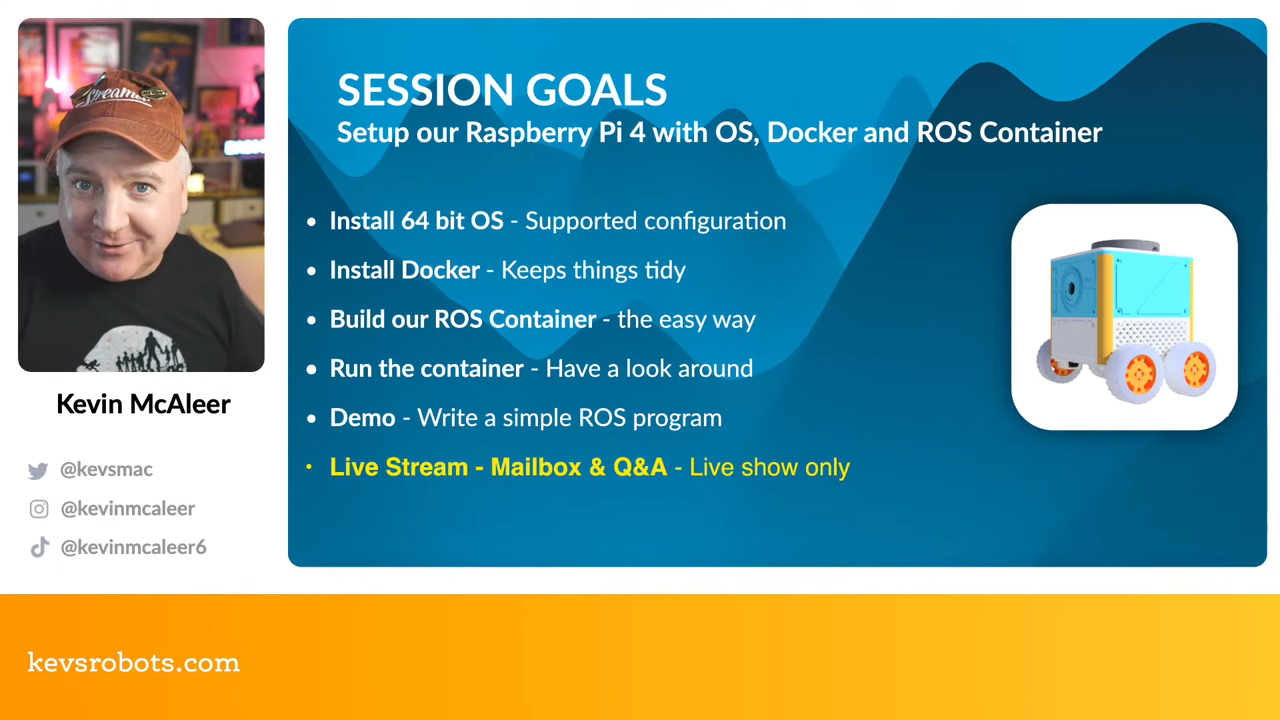 Streamer
Kevin McAleer
@kevsmac
@kevinmcaleer
@kevinmcaleer6
SESSION GOALS
Setup our Raspberry Pi 4 with OS, Docker and ROS Container
• Install 64 bit OS - Supported configuration
• Install Docker - Keeps things tidy
• Build our ROS Container - the easy way
• Run the container - Have a look around
• Demo - Write a simple ROS program
• Live Stream - Mailbox & Q&A - Live show only
kevsrobots.com